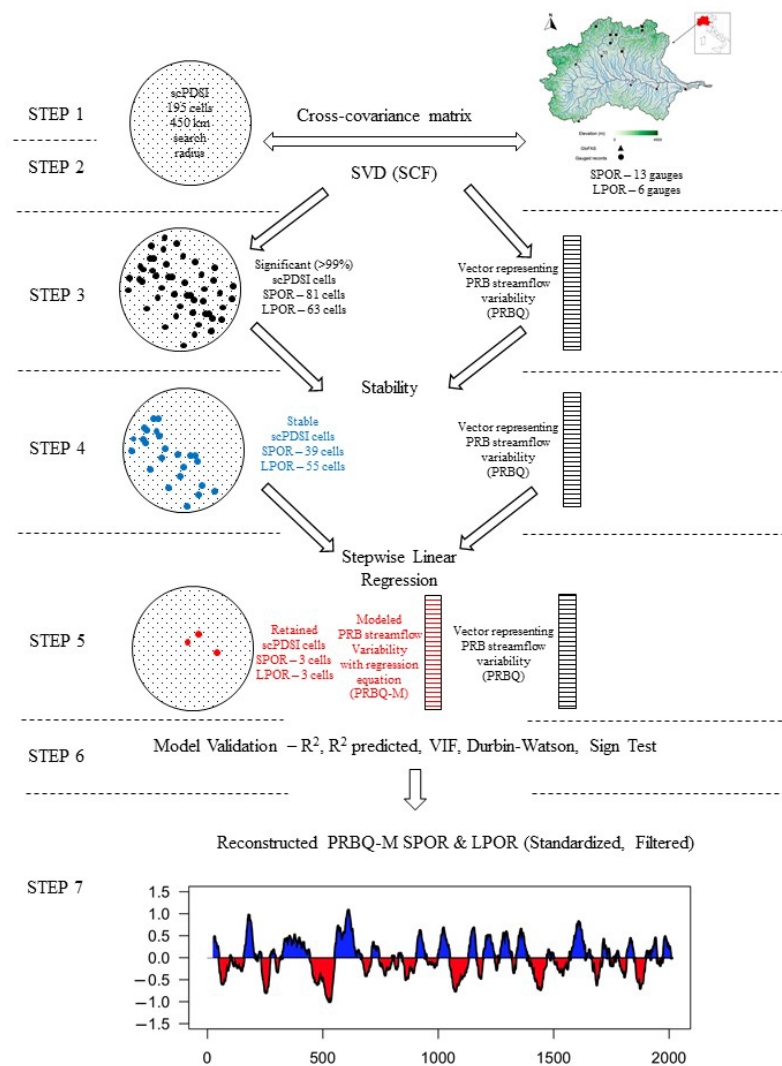 N
Elevation (m)
0
4000
GloFAS
Gauged records
SPOR – 13 gauges
LPOR – 6 gauges
STEP 1
scPDSI
195 cells
450 km
search
radius
Cross-covariance matrix
STEP 2
SVD (SCF)
STEP 3
Significant (>99%)
scPDSI cells
SPOR – 81 cells
LPOR – 63 cells
Vector representing
PRB streamflow
variability
(PRBQ)
Stability
STEP 4
Stable
scPDSI cells
SPOR – 39 cells
LPOR – 55 cells
Vector representing
PRB streamflow
variability
(PRBQ)
Stepwise Linear
Regression
STEP 5
Retained
scPDSI cells
SPOR – 3 cells
LPOR – 3 cells
Modeled
PRB streamflow
Variability
with regression
equation
(PRBQ-M)
Vector representing
PRB streamflow
variability
(PRBQ)
STEP 6
Model Validation – R², R² predicted, VIF, Durbin-Watson, Sign Test
Reconstructed PRBQ-M SPOR & LPOR (Standardized, Filtered)
STEP 7
1.5
1.0
0.5
0.0
−0.5
−1.0
−1.5
0 500 1000 1500 2000